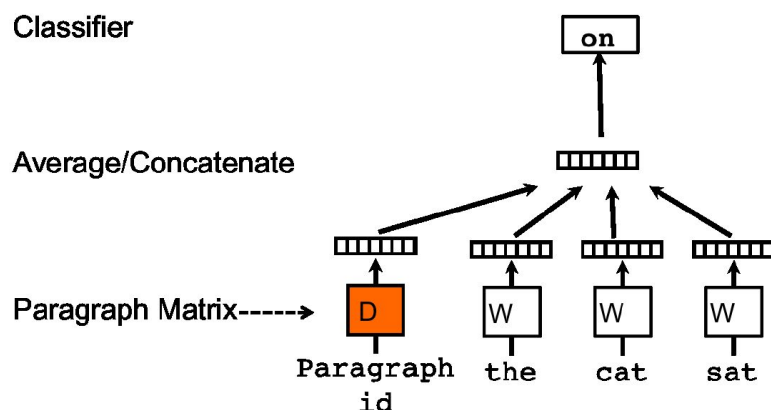 Classifier
on
Average/Concatenate
Paragraph Matrix
D
W
W
W
Paragraph
id
the
cat
sat